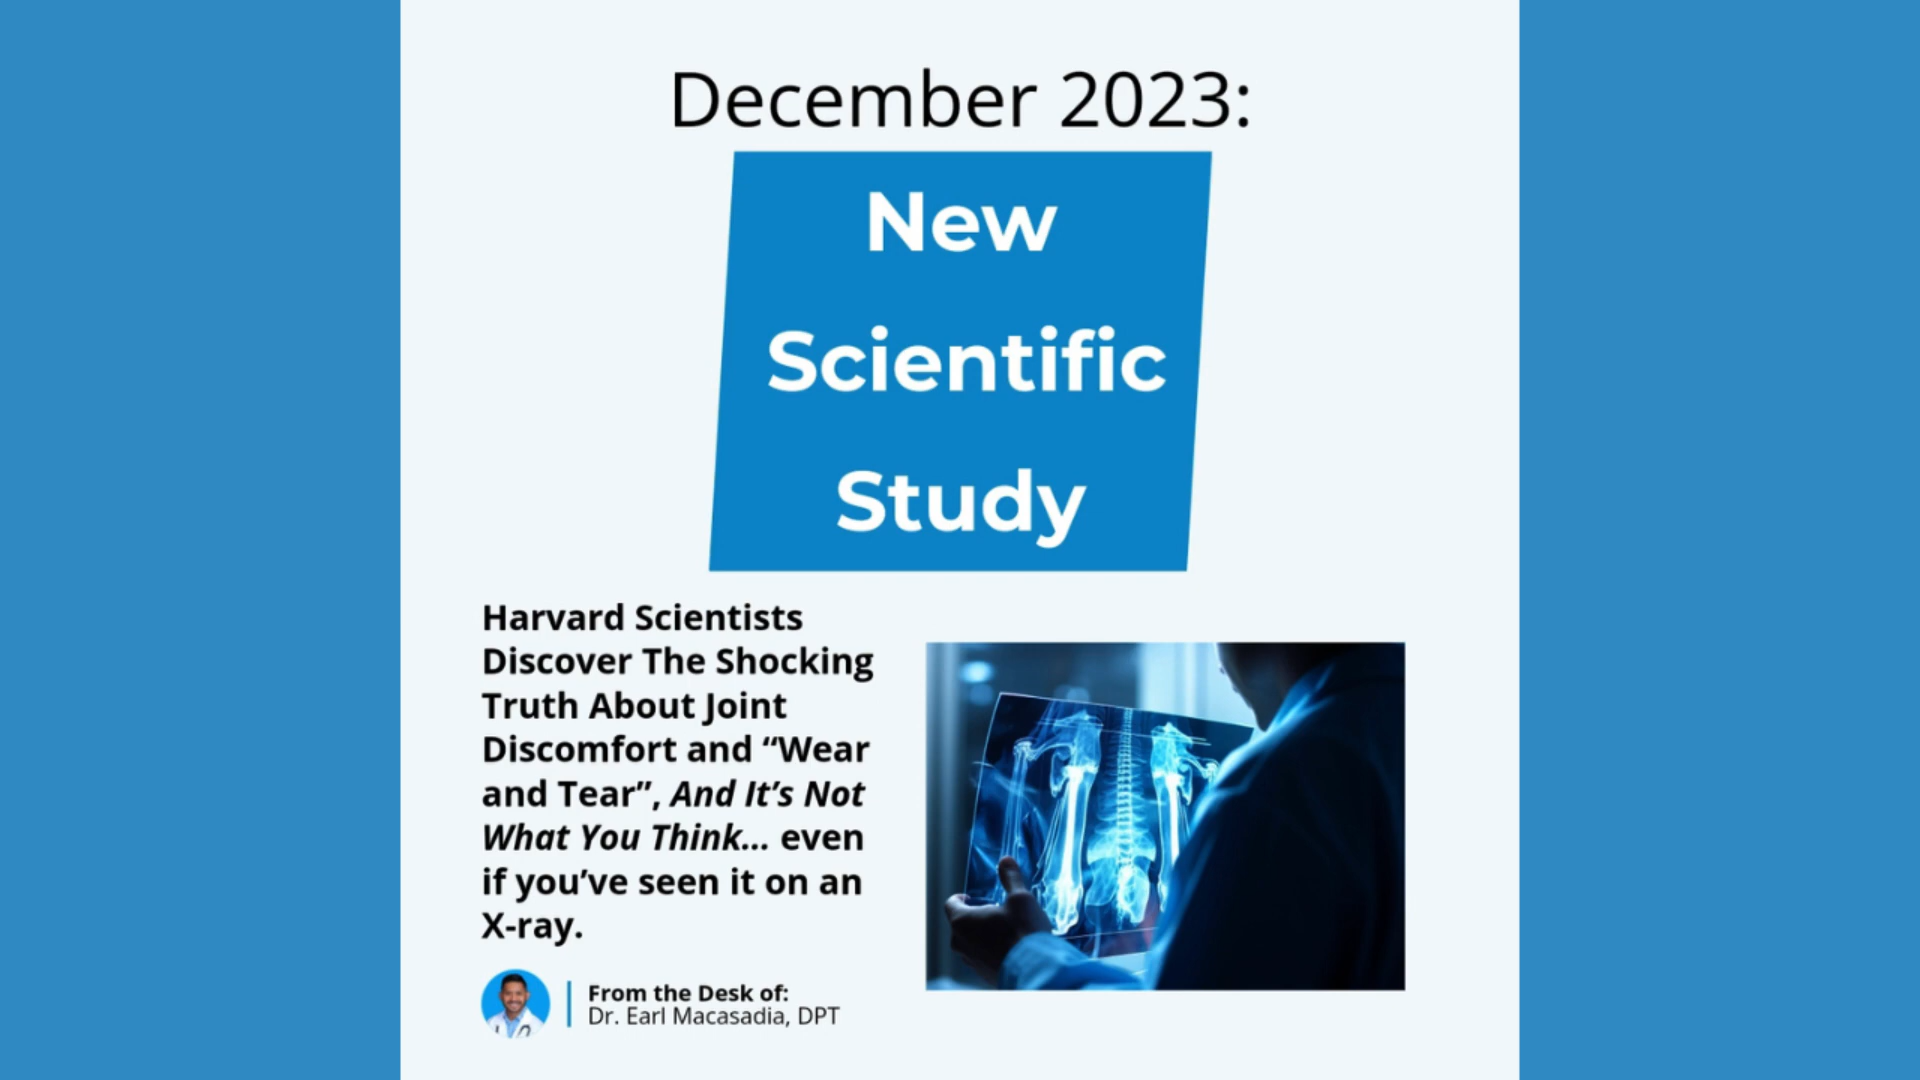 December 2023:
New
Scientific
Study
Harvard Scientists
Discover The Shocking
Truth About Joint
Discomfort and “Wear
and Tear”, And It’s Not
What You Think... even
if you’ve seen it on an
X-ray.
From the Desk of:
Dr. Earl Macasadia, DPT